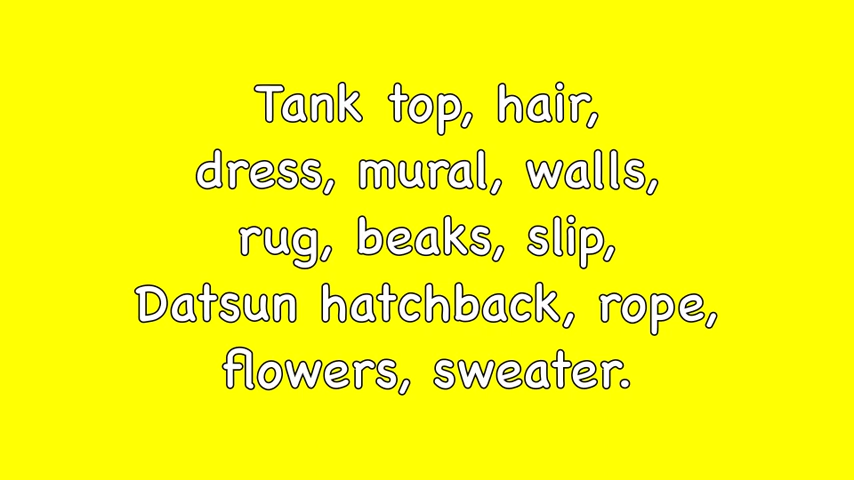 Tank top, hair,
dress, mural, walls,
rug, beaks, slip,
Datsun hatchback, rope,
flowers, sweater.